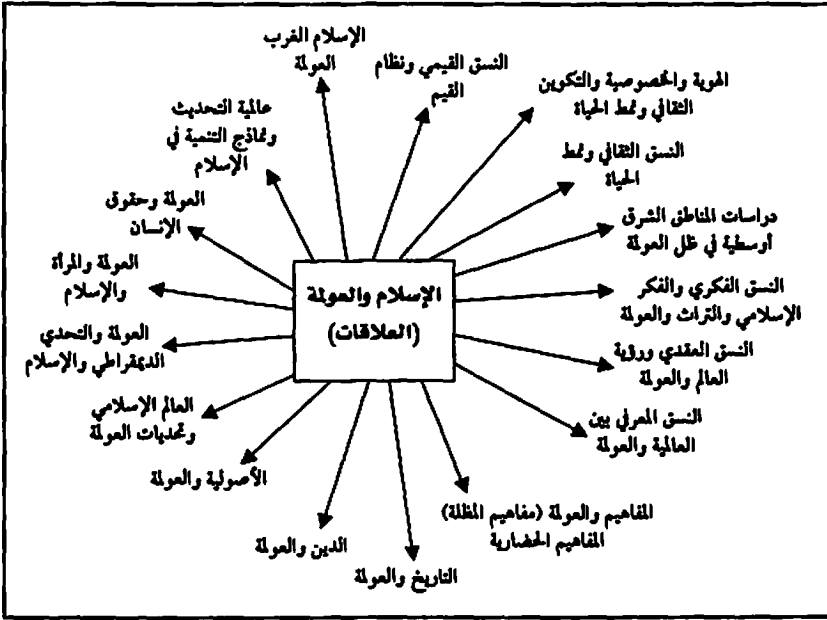 الإسلام الغرب
العولمة
النسق القيمي ونظام
القيم
الهوية والخصوصية والتكوين
الثقافي ونمط الحياة
النسق الثقافي ونمط
الحياة
دراسات المناطق الشرق
أوسطية في ظل العولمة
النسق الفكري والفكر
الإسلامي والتراث والعولمة
النسق العقدي ورؤية
العالم والعولمة
النسق المعرفي بين
العالمية والعولمة
المفاهيم والعولمة (مفاهيم المظلة)
المفاهيم الحضارية
التاريخ والعولمة
الدين والعولمة
الأصولية والعولمة
العالم الإسلامي
وتحديات العولمة
العولمة والتحدي
الديمقراطي والإسلام
العولمة والمرأة
والإسلام
العولمة وحقوق
الإنسان
عالمية التحديث
ونماذج التنمية في
الإسلام
الإسلام والعولمة
(العلاقات)